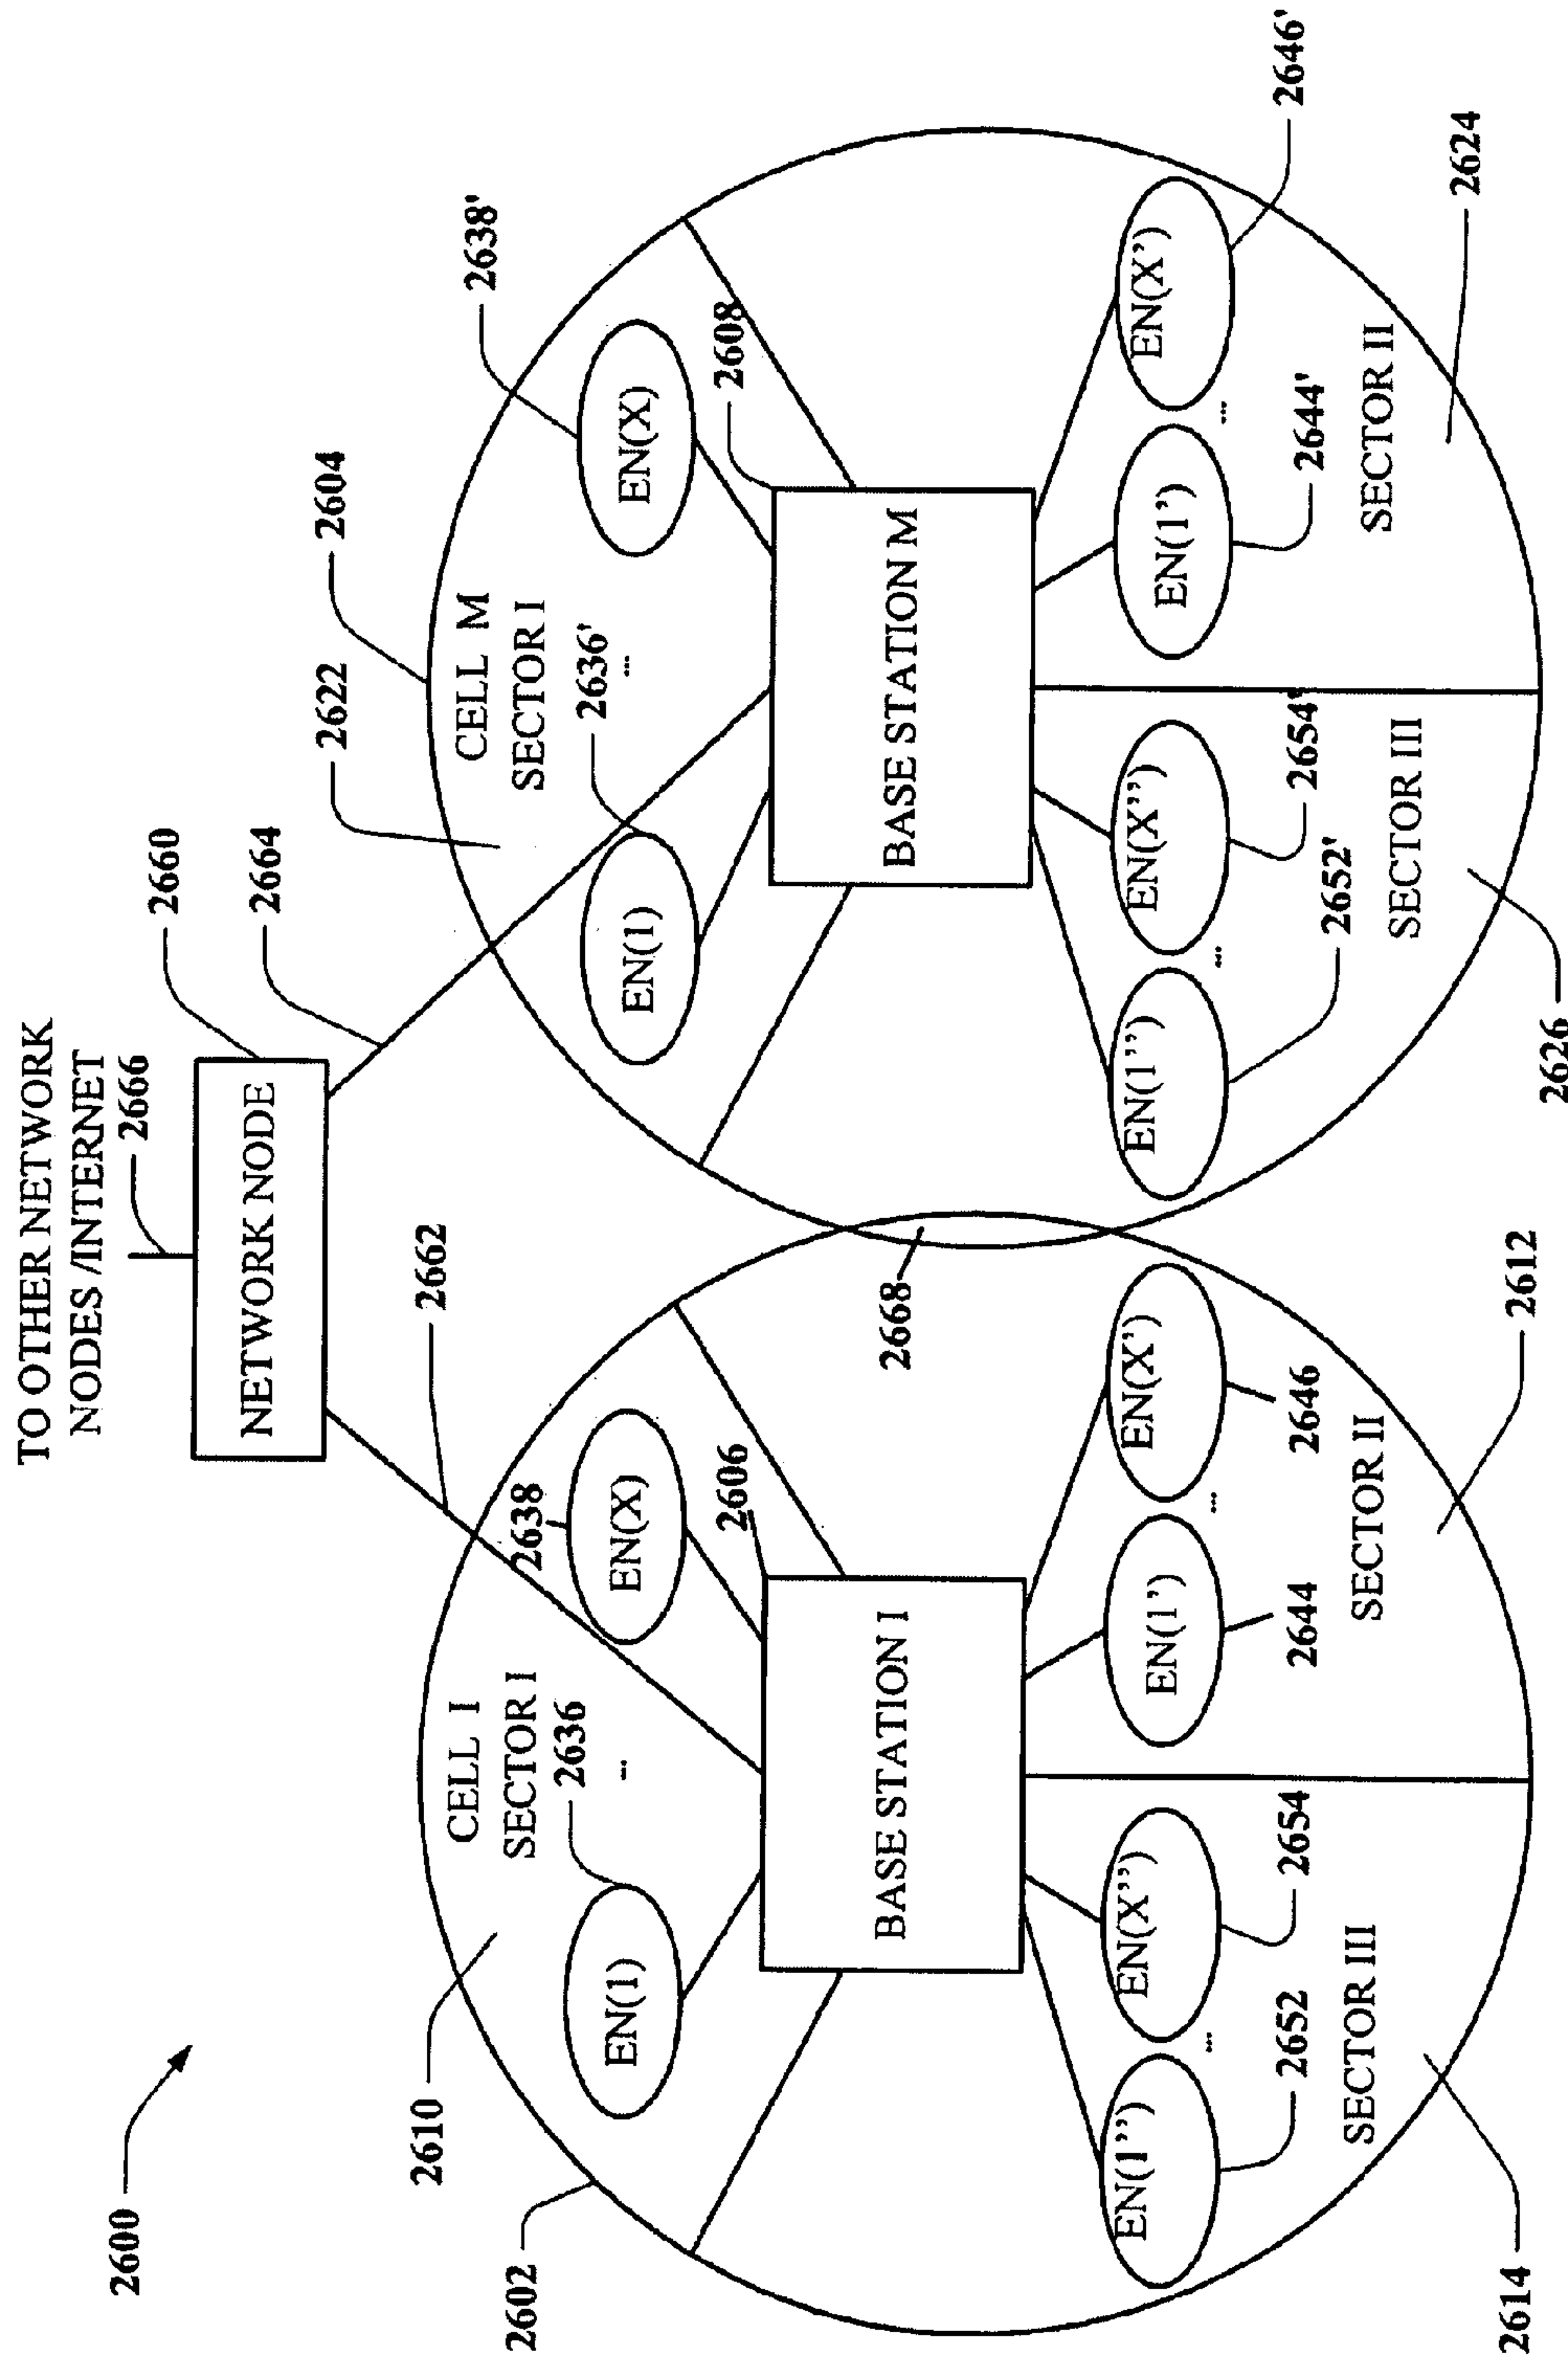 2600
TO OTHER NETWORK
NODES /INTERNET
2666
NETWORK NODE
2660
2662
2664
2602
2610
CELL I
SECTOR I
2636
...
EN(1)
2638
EN(X)
2606
BASE STATION I
EN(1'')
...
EN(X'')
EN(1')
...
EN(X')
2652
2654
2644
2646
SECTOR III
SECTOR II
2614
2612
2668
2604
2622
CELL M
SECTOR I
2636'
...
EN(1)
2638'
EN(X)
2608
BASE STATION M
EN(1'')
...
EN(X'')
EN(1')
...
EN(X')
2652'
2654'
2644'
2646'
SECTOR III
SECTOR II
2626
2624